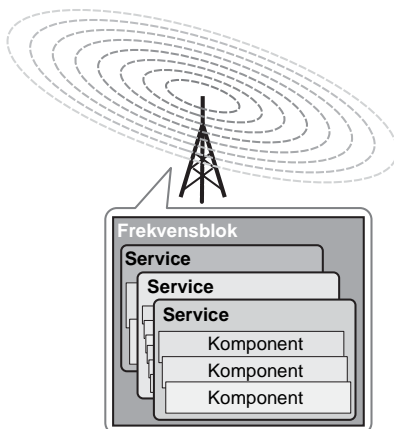 Frekvensblok
Service
Service
Service
Komponent
Komponent
Komponent